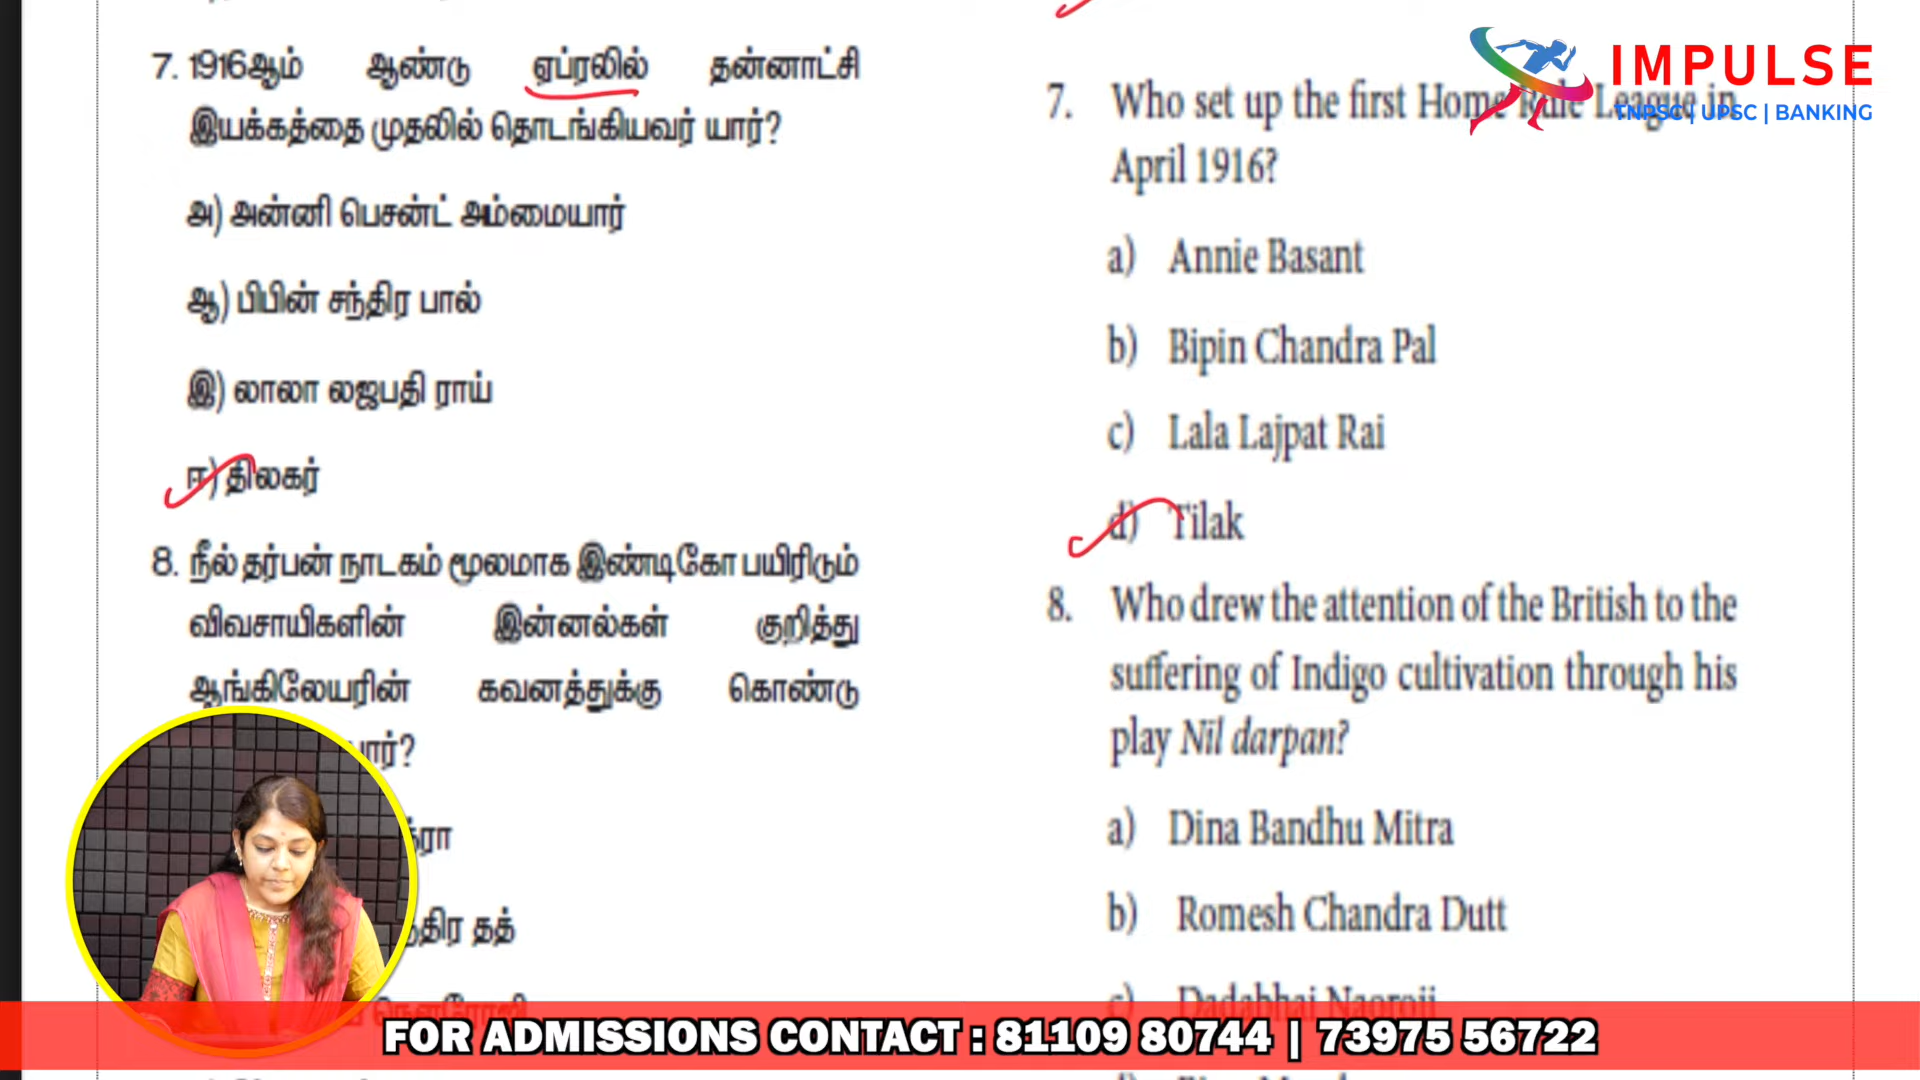 7. 1916ஆம் ஆண்டு ஏப்ரலில் தன்னாட்சி
இயக்கத்தை முதலில் தொடங்கியவர் யார்?
அ) அன்னி பெசன்ட் அம்மையார்
ஆ) பிபின் சந்திர பால்
இ) லாலா லஜபதி ராய்
ஈ) திலகர்
8. நீல் தர்பன் நாடகம் மூலமாக இண்டிகோ பயிரிடும்
விவசாயிகளின் இன்னல்கள் குறித்து
ஆங்கிலேயரின் கவனத்துக்கு கொண்டு
யார்?
த்ரா
ந்திர தத்
நௌரோஜி
7. Who set up the first Home Rule League in
April 1916?
a) Annie Basant
b) Bipin Chandra Pal
c) Lala Lajpat Rai
d) Tilak
8. Who drew the attention of the British to the
suffering of Indigo cultivation through his
play Nil darpan?
a) Dina Bandhu Mitra
b) Romesh Chandra Dutt
c) Dadabhai Naoroji
IMPULSE
TNPSC | UPSC | BANKING
FOR ADMISSIONS CONTACT : 81109 80744 | 73975 56722